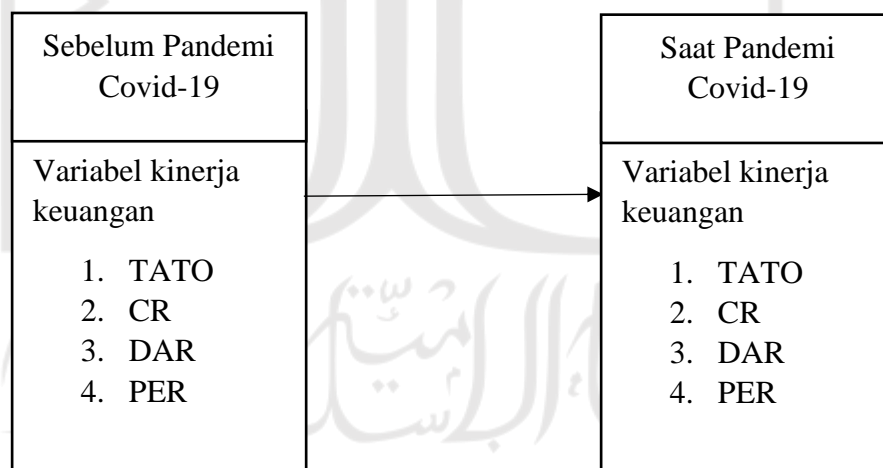 Sebelum Pandemi
Covid-19
Variabel kinerja
keuangan
1. TATO
2. CR
3. DAR
4. PER
Saat Pandemi
Covid-19
Variabel kinerja
keuangan
1. TATO
2. CR
3. DAR
4. PER